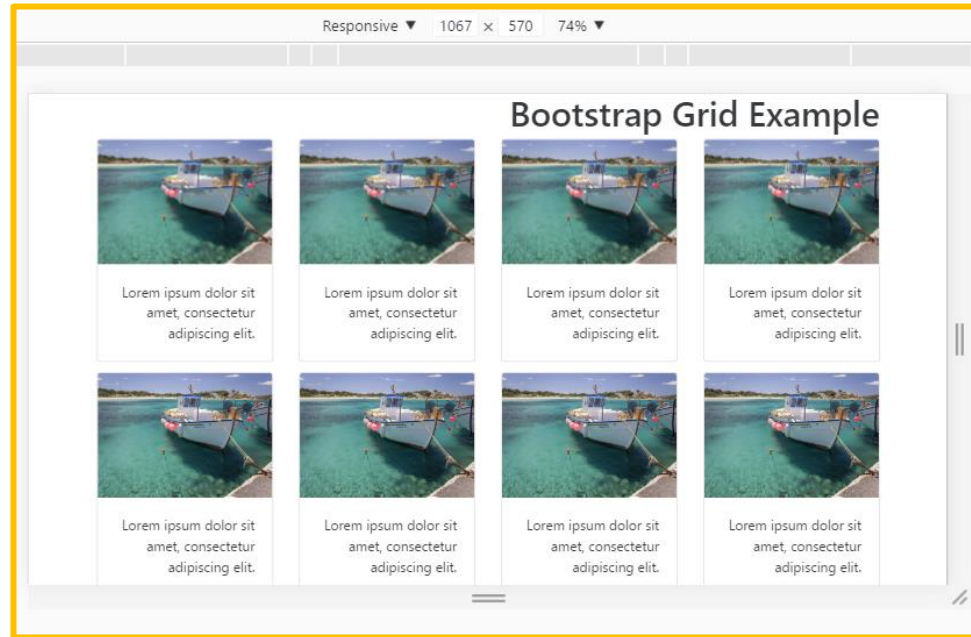 Responsive ▼ 1067 × 570 74% ▼
Bootstrap Grid Example
Lorem ipsum dolor sit
amet, consectetur
adipiscing elit.
Lorem ipsum dolor sit
amet, consectetur
adipiscing elit.
Lorem ipsum dolor sit
amet, consectetur
adipiscing elit.
Lorem ipsum dolor sit
amet, consectetur
adipiscing elit.
Lorem ipsum dolor sit
amet, consectetur
adipiscing elit.
Lorem ipsum dolor sit
amet, consectetur
adipiscing elit.
Lorem ipsum dolor sit
amet, consectetur
adipiscing elit.
Lorem ipsum dolor sit
amet, consectetur
adipiscing elit.